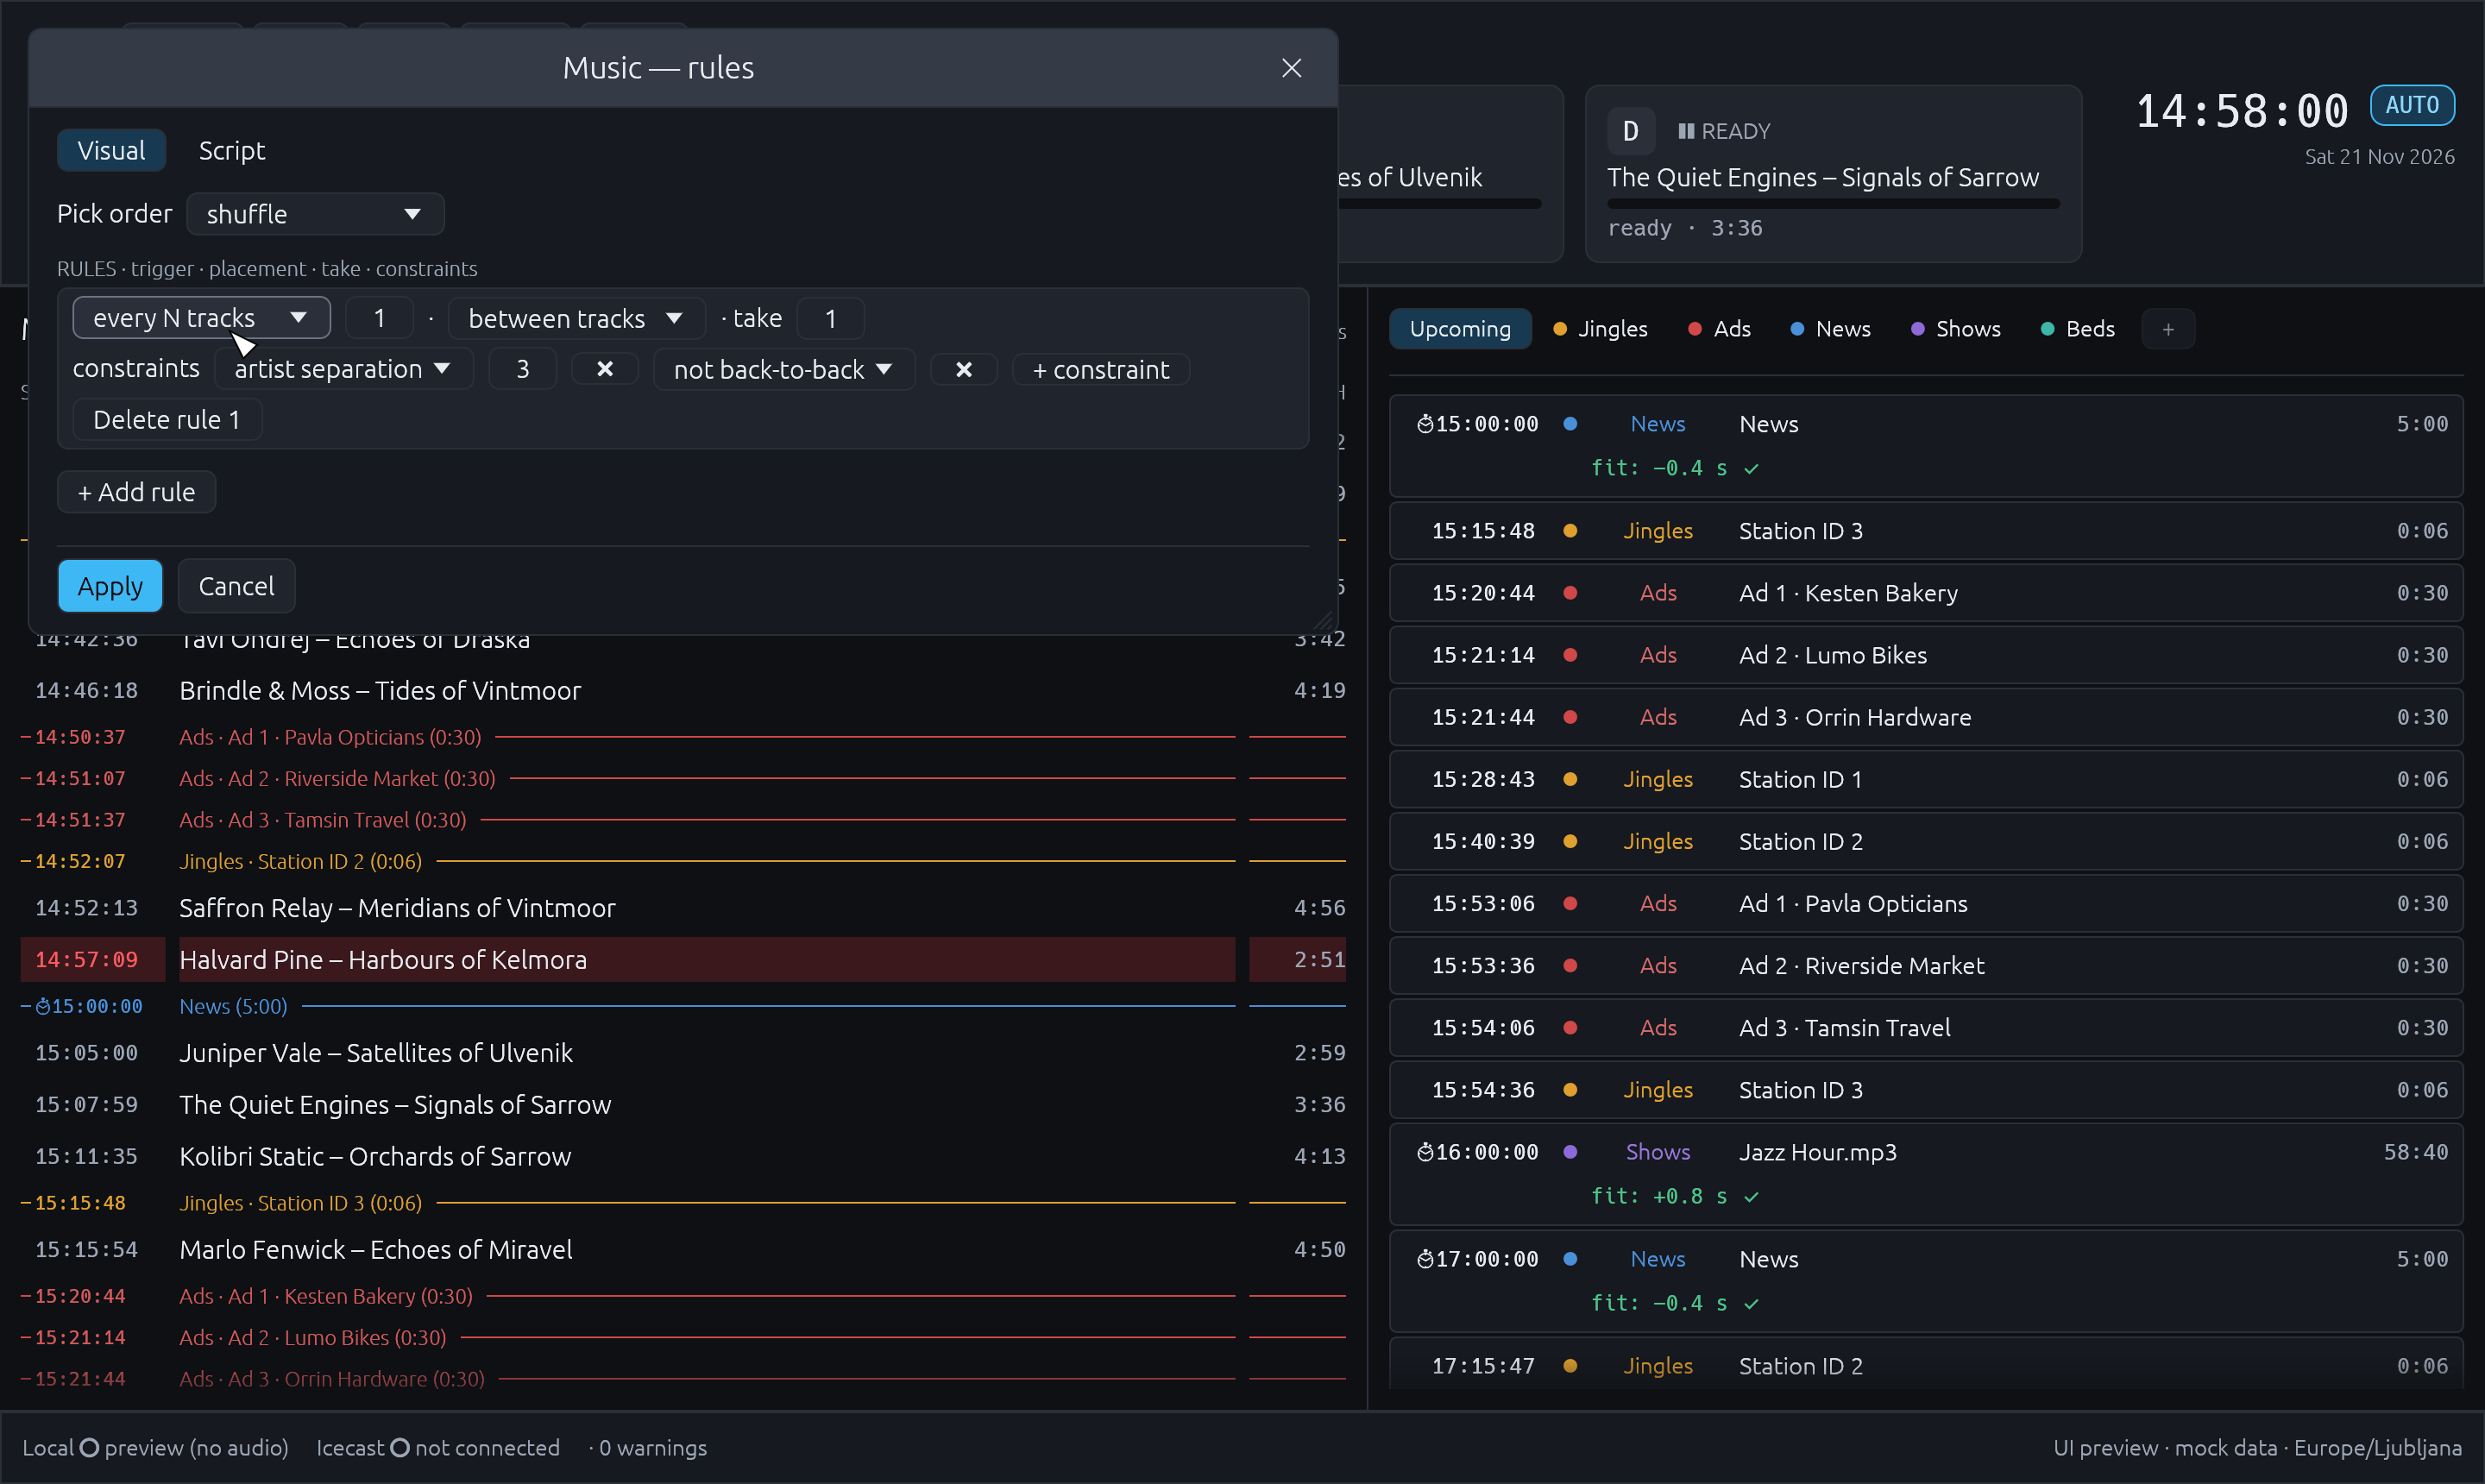 Music — rules
Visual Script
Pick order shuffle
RULES · trigger · placement · take · constraints
every N tracks 1 · between tracks · take 1
constraints artist separation 3 × not back-to-back × + constraint
Delete rule 1
+ Add rule
Apply Cancel
es of Ulvenik
D READY
The Quiet Engines – Signals of Sarrow
ready · 3:36
14:58:00 AUTO
Sat 21 Nov 2026
14:42:36 Tavi Ondrej – Echoes of Draska 3:42
14:46:18 Brindle & Moss – Tides of Vintmoor 4:19
14:50:37 Ads · Ad 1 · Pavla Opticians (0:30)
14:51:07 Ads · Ad 2 · Riverside Market (0:30)
14:51:37 Ads · Ad 3 · Tamsin Travel (0:30)
14:52:07 Jingles · Station ID 2 (0:06)
14:52:13 Saffron Relay – Meridians of Vintmoor 4:56
14:57:09 Halvard Pine – Harbours of Kelmora 2:51
15:00:00 News (5:00)
15:05:00 Juniper Vale – Satellites of Ulvenik 2:59
15:07:59 The Quiet Engines – Signals of Sarrow 3:36
15:11:35 Kolibri Static – Orchards of Sarrow 4:13
15:15:48 Jingles · Station ID 3 (0:06)
15:15:54 Marlo Fenwick – Echoes of Miravel 4:50
15:20:44 Ads · Ad 1 · Kesten Bakery (0:30)
15:21:14 Ads · Ad 2 · Lumo Bikes (0:30)
15:21:44 Ads · Ad 3 · Orrin Hardware (0:30)
Upcoming Jingles Ads News Shows Beds +
15:00:00 News News 5:00
fit: −0.4 s ✓
15:15:48 Jingles Station ID 3 0:06
15:20:44 Ads Ad 1 · Kesten Bakery 0:30
15:21:14 Ads Ad 2 · Lumo Bikes 0:30
15:21:44 Ads Ad 3 · Orrin Hardware 0:30
15:28:43 Jingles Station ID 1 0:06
15:40:39 Jingles Station ID 2 0:06
15:53:06 Ads Ad 1 · Pavla Opticians 0:30
15:53:36 Ads Ad 2 · Riverside Market 0:30
15:54:06 Ads Ad 3 · Tamsin Travel 0:30
15:54:36 Jingles Station ID 3 0:06
16:00:00 Shows Jazz Hour.mp3 58:40
fit: +0.8 s ✓
17:00:00 News News 5:00
fit: −0.4 s ✓
17:15:47 Jingles Station ID 2 0:06
Local preview (no audio) Icecast not connected · 0 warnings
UI preview · mock data · Europe/Ljubljana